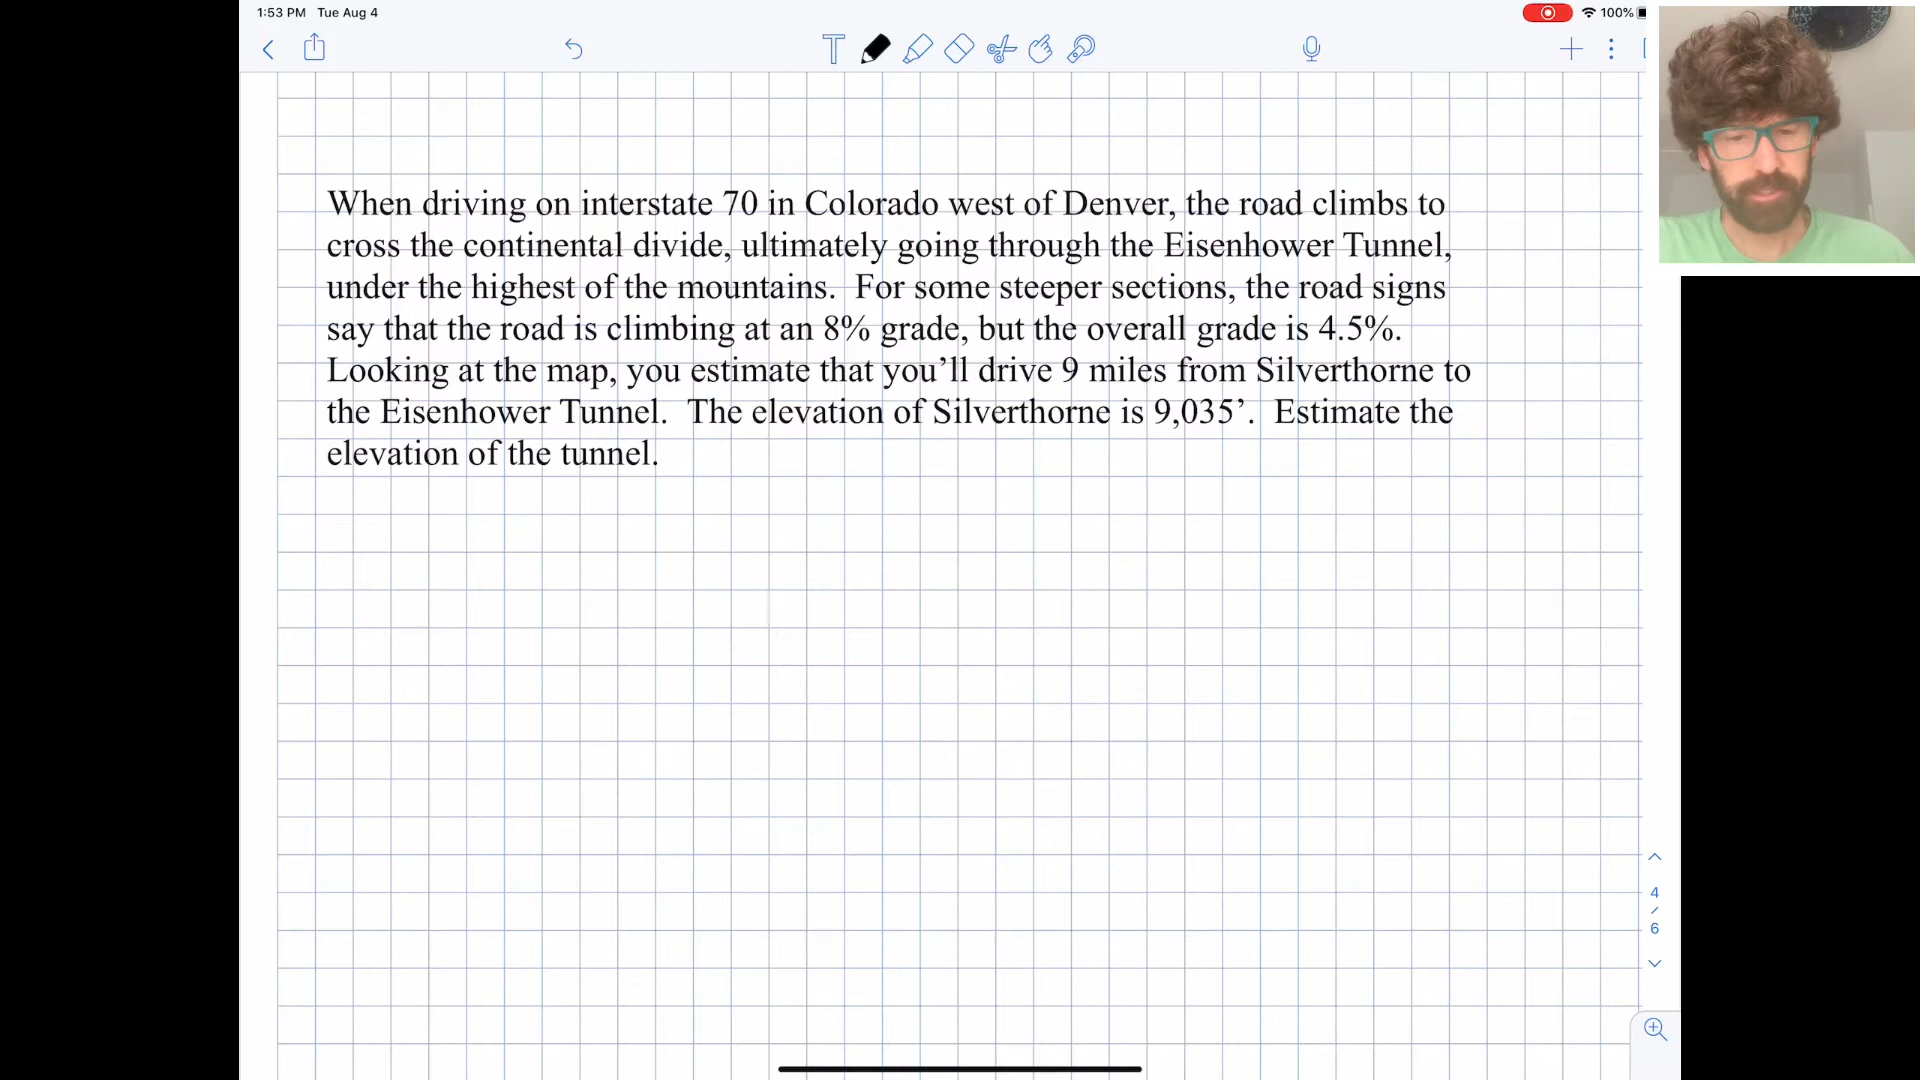 1:53 PM Tue Aug 4
100%
T
When driving on interstate 70 in Colorado west of Denver, the road climbs to
cross the continental divide, ultimately going through the Eisenhower Tunnel,
under the highest of the mountains. For some steeper sections, the road signs
say that the road is climbing at an 8% grade, but the overall grade is 4.5%.
Looking at the map, you estimate that you’ll drive 9 miles from Silverthorne to
the Eisenhower Tunnel. The elevation of Silverthorne is 9,035’. Estimate the
elevation of the tunnel.
4
/
6